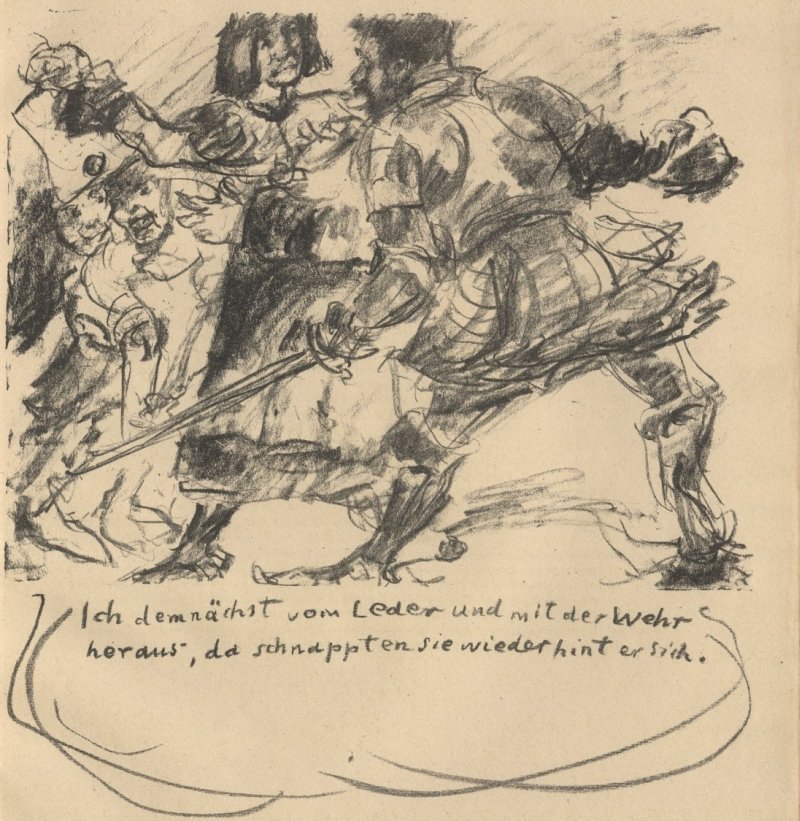 Ich demnächst vom Leder und mit der Wehr
heraus, da schnappten sie wieder hinter sich.